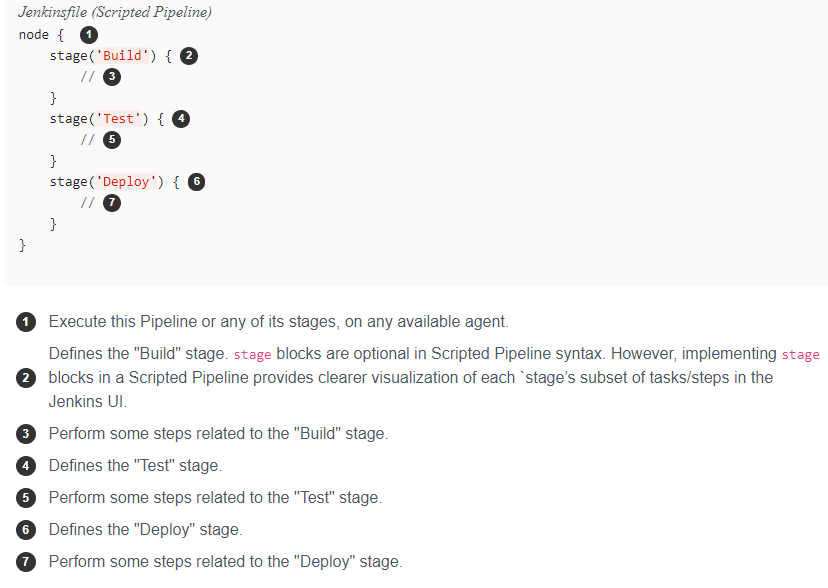 Jenkinsfile (Scripted Pipeline)
node { 1
stage('Build') { 2
// 3
}
stage('Test') { 4
// 5
}
stage('Deploy') { 6
// 7
}
}
1 Execute this Pipeline or any of its stages, on any available agent.
Defines the "Build" stage. stage blocks are optional in Scripted Pipeline syntax. However, implementing stage
2 blocks in a Scripted Pipeline provides clearer visualization of each `stage's subset of tasks/steps in the
Jenkins UI.
3 Perform some steps related to the "Build" stage.
4 Defines the "Test" stage.
5 Perform some steps related to the "Test" stage.
6 Defines the "Deploy" stage.
7 Perform some steps related to the "Deploy" stage.